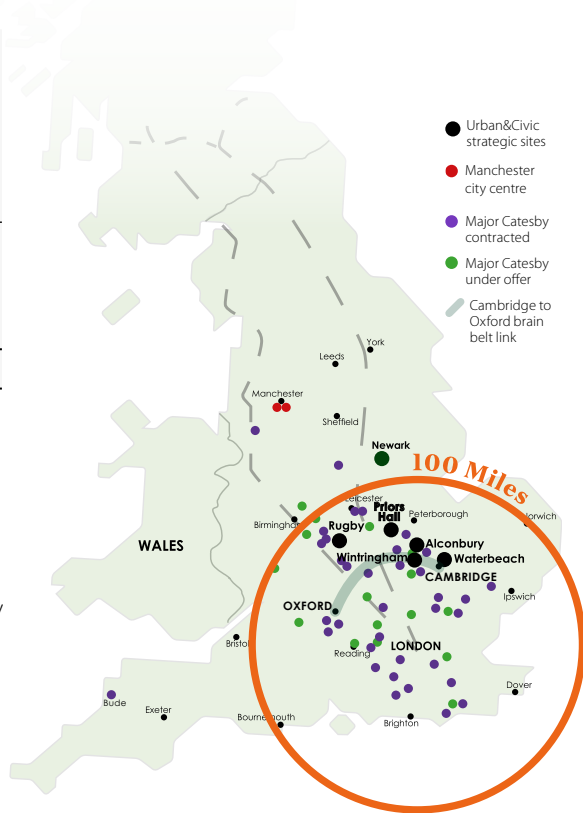 Urban&Civic
strategic sites
Manchester
city centre
Major Catesby
contracted
Major Catesby
under offer
Cambridge to
Oxford brain
belt link
York
Leeds
Manchester
Sheffield
Newark
100 Miles
Leicester
Priors
Hall
Peterborough
Norwich
Birmingham
Rugby
Alconbury
WALES
Wintringham
Waterbeach
CAMBRIDGE
Ipswich
OXFORD
Bristol
Reading
LONDON
Bude
Exeter
Bournemouth
Dover
Brighton
y